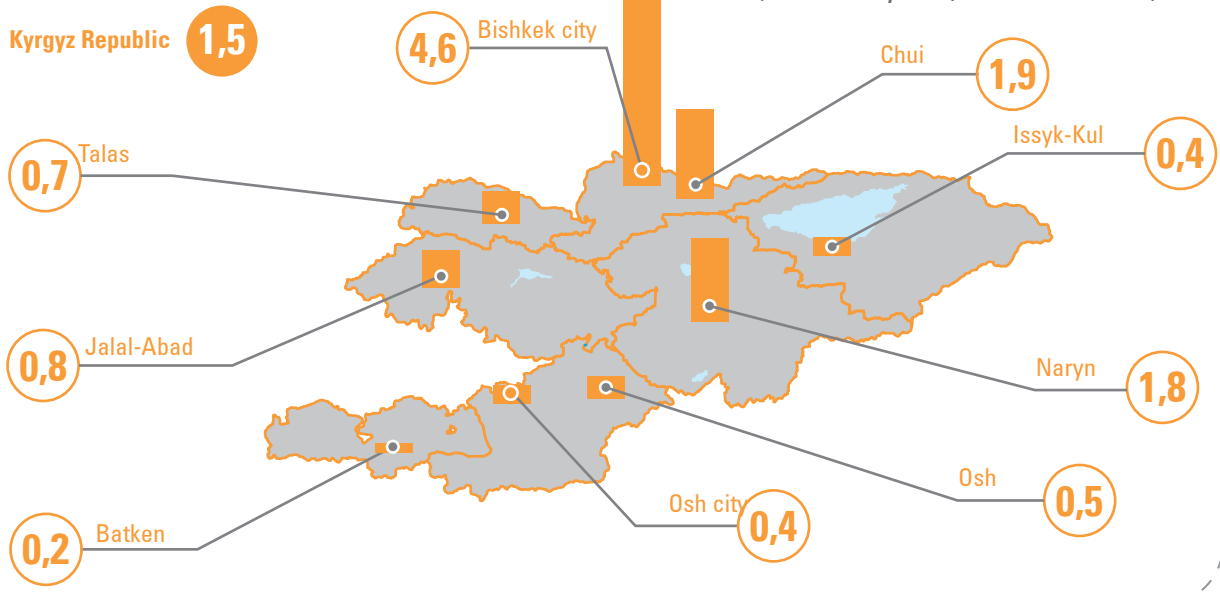 Kyrgyz Republic 1,5
Bishkek city 4,6
Chui 1,9
Issyk-Kul 0,4
Talas 0,7
Jalal-Abad 0,8
Naryn 1,8
Osh 0,5
Osh city 0,4
Batken 0,2